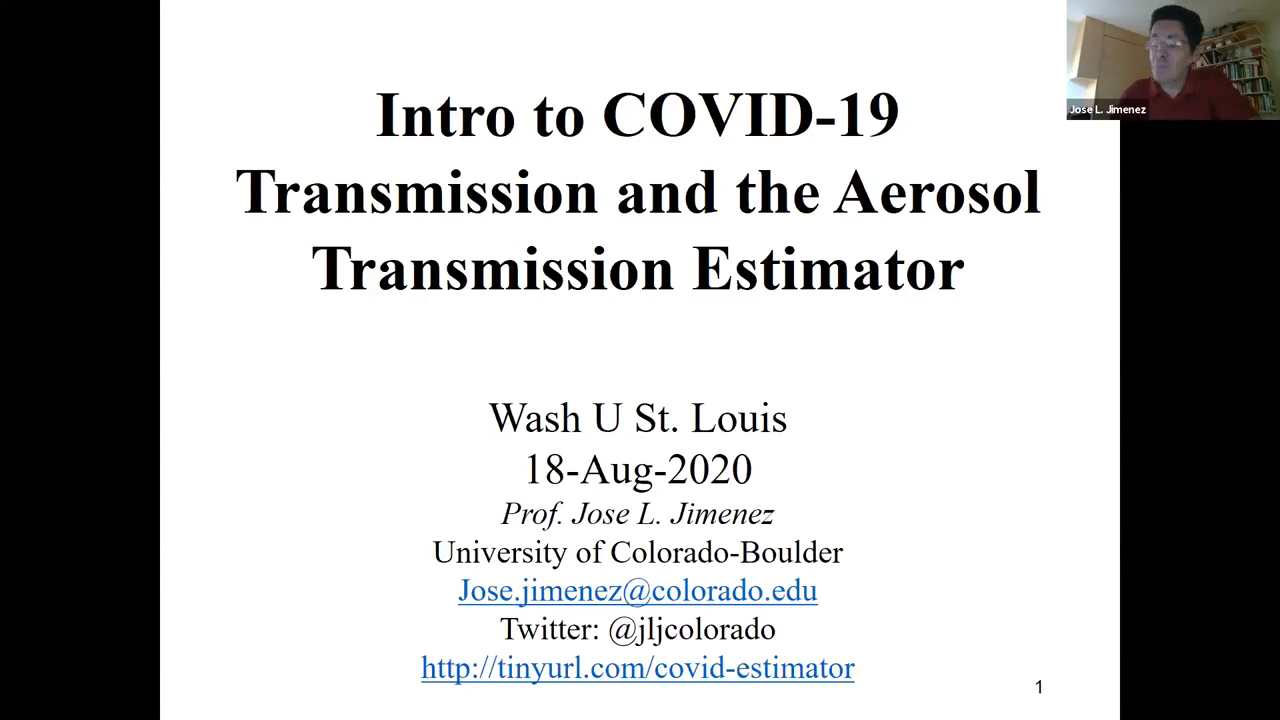 Intro to COVID-19
Transmission and the Aerosol
Transmission Estimator
Wash U St. Louis
18-Aug-2020
Prof. Jose L. Jimenez
University of Colorado-Boulder
Jose.jimenez@colorado.edu
Twitter: @jljcolorado
http://tinyurl.com/covid-estimator
1
Jose L. Jimenez